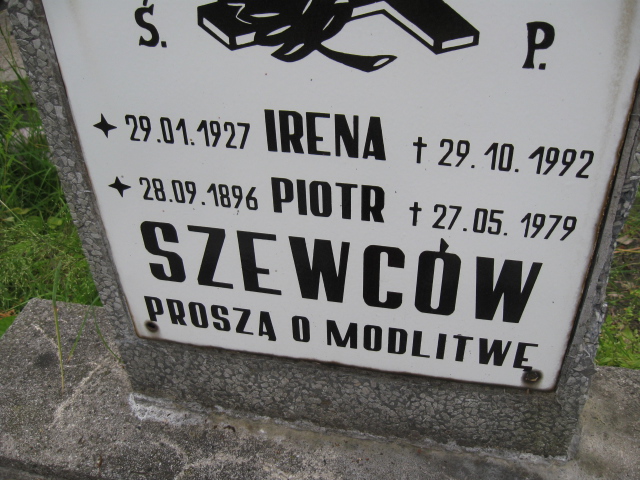 Ś. P.
29.01.1927 IRENA † 29.10.1992
28.09.1896 PIOTR † 27.05.1979
SZEWCÓW
PROSZĄ O MODLITWĘ